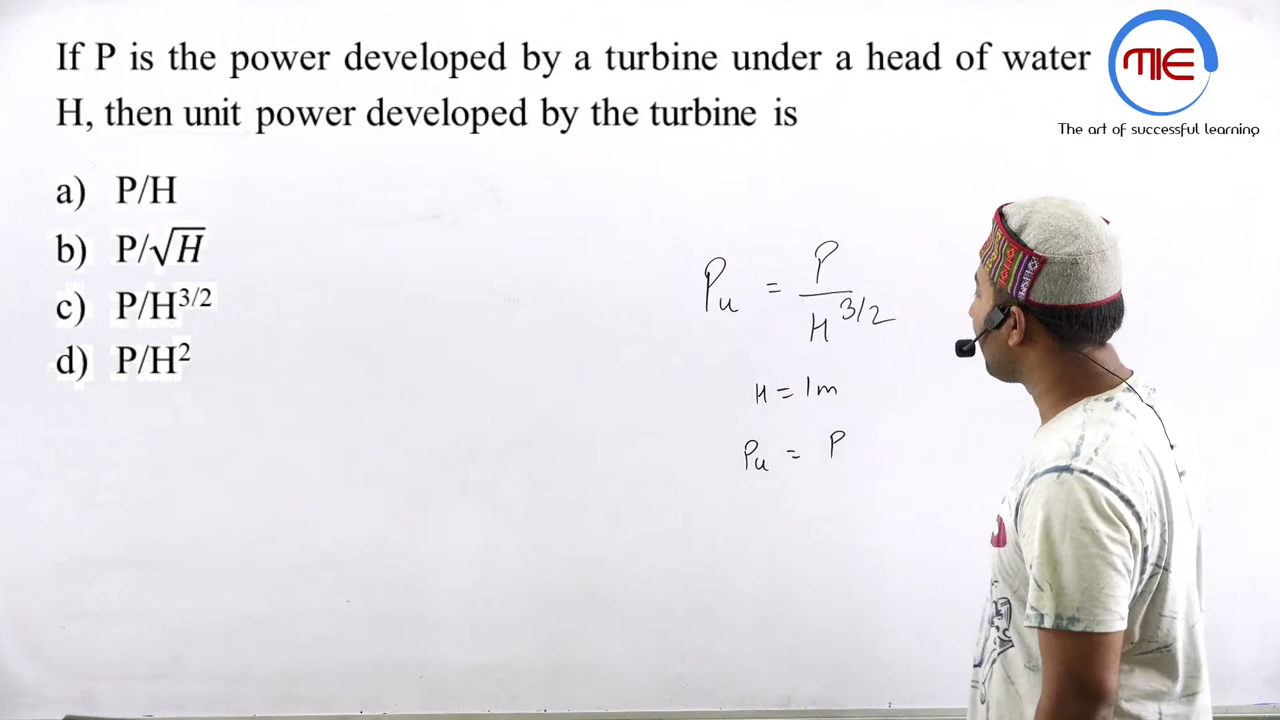 If P is the power developed by a turbine under a head of water
H, then unit power developed by the turbine is
a) P/H
b) P/√H
c) P/H^3/2
d) P/H^2
MIE
The art of successful learning
Pu = P / H^3/2
H = 1m
Pu = P